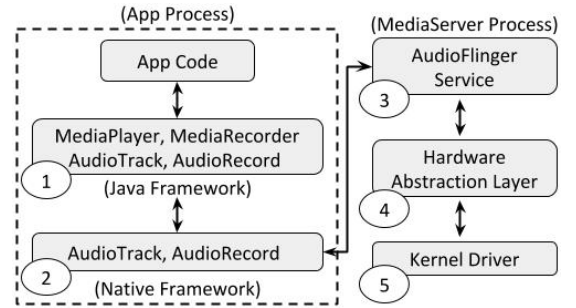 (App Process)
App Code
MediaPlayer, MediaRecorder
AudioTrack, AudioRecord
1
(Java Framework)
AudioTrack, AudioRecord
2
(Native Framework)
(MediaServer Process)
AudioFlinger
Service
3
Hardware
Abstraction Layer
4
Kernel Driver
5